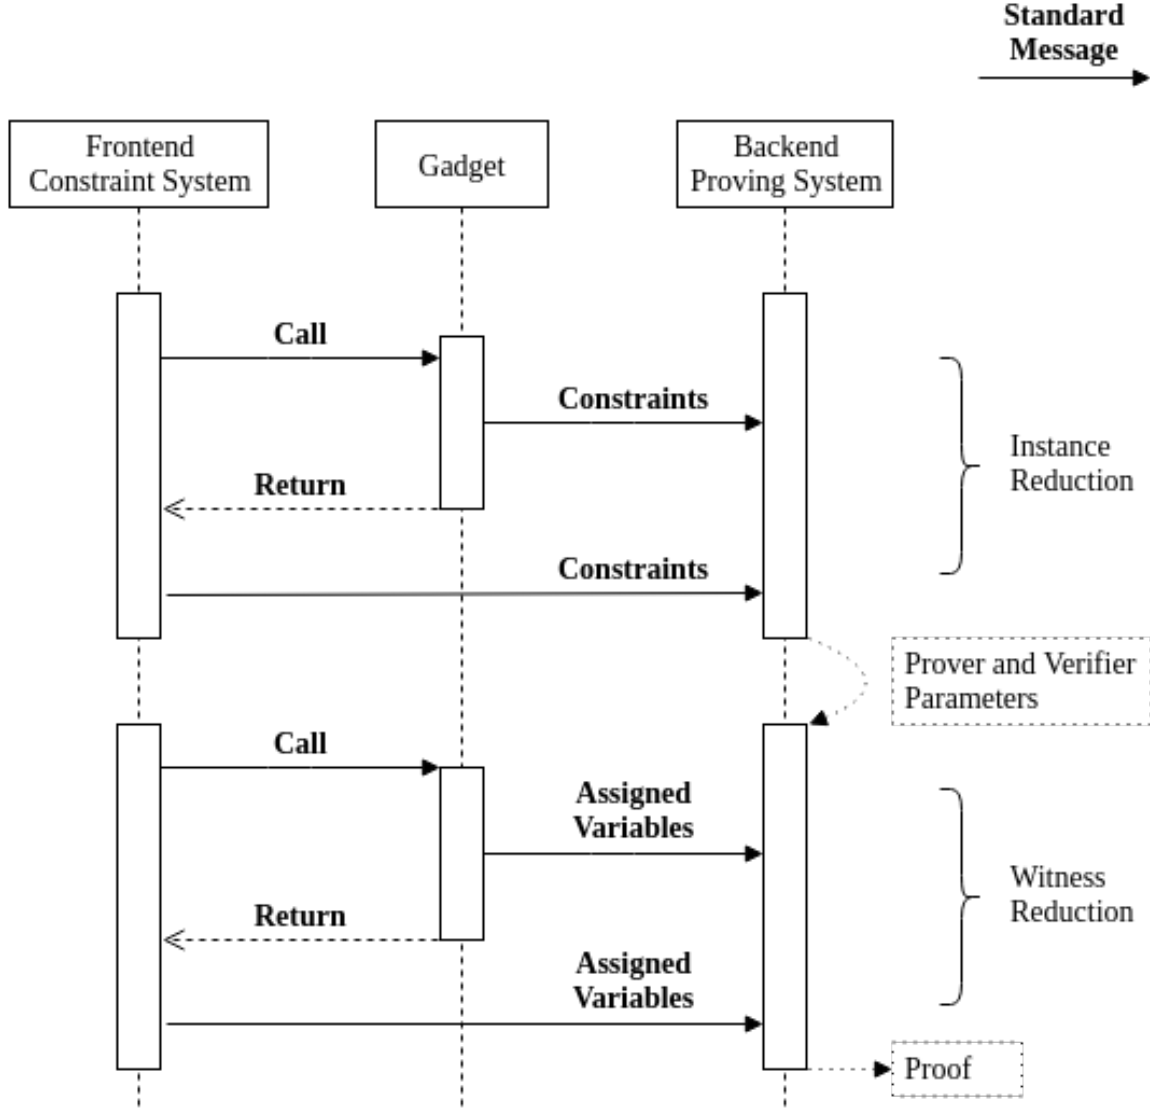 Standard
Message
Frontend
Constraint System
Gadget
Backend
Proving System
Call
Constraints
Return
Instance
Reduction
Constraints
Prover and Verifier
Parameters
Call
Assigned
Variables
Witness
Reduction
Return
Assigned
Variables
Proof